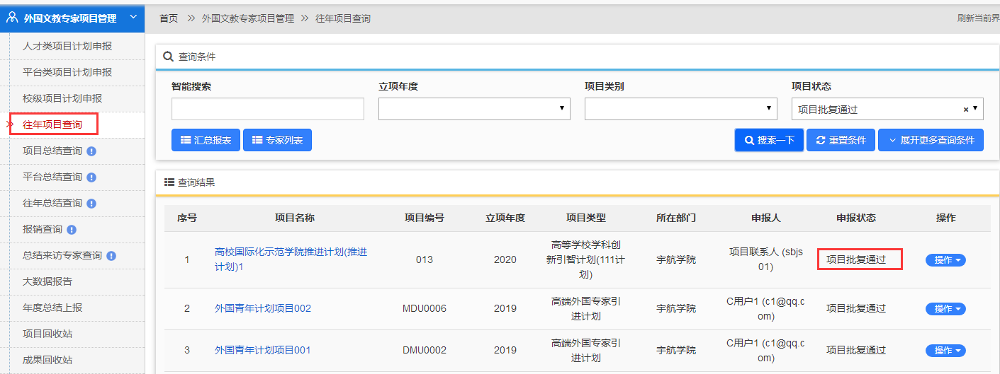 外国文教专家项目管理
人才类项目计划申报
平台类项目计划申报
校级项目计划申报
往年项目查询
项目总结查询
平台总结查询
往年总结查询
报销查询
总结来访专家查询
大数据报告
年度总结上报
项目回收站
成果回收站
首页 >> 外国文教专家项目管理 >> 往年项目查询
刷新当前界
查询条件
智能搜索 立项年度 项目类别 项目状态
项目批复通过 ×
汇总报表 专家列表 搜索一下 重置条件 展开更多查询条件
查询结果
序号 项目名称 项目编号 立项年度 项目类型 所在部门 申报人 申报状态 操作
1 高校国际化示范学院推进计划(推进
计划)1 013 2020 高等学校学科创
新引智计划(111计
划) 宇航学院 项目联系人 (sbjs
01) 项目批复通过 操作
2 外国青年计划项目002 MDU0006 2019 高端外国专家引
进计划 宇航学院 C用户1 (c1@qq.c
om) 项目批复通过 操作
3 外国青年计划项目001 DMU0002 2019 高端外国专家引
进计划 宇航学院 C用户1 (c1@qq.c
om) 项目批复通过 操作